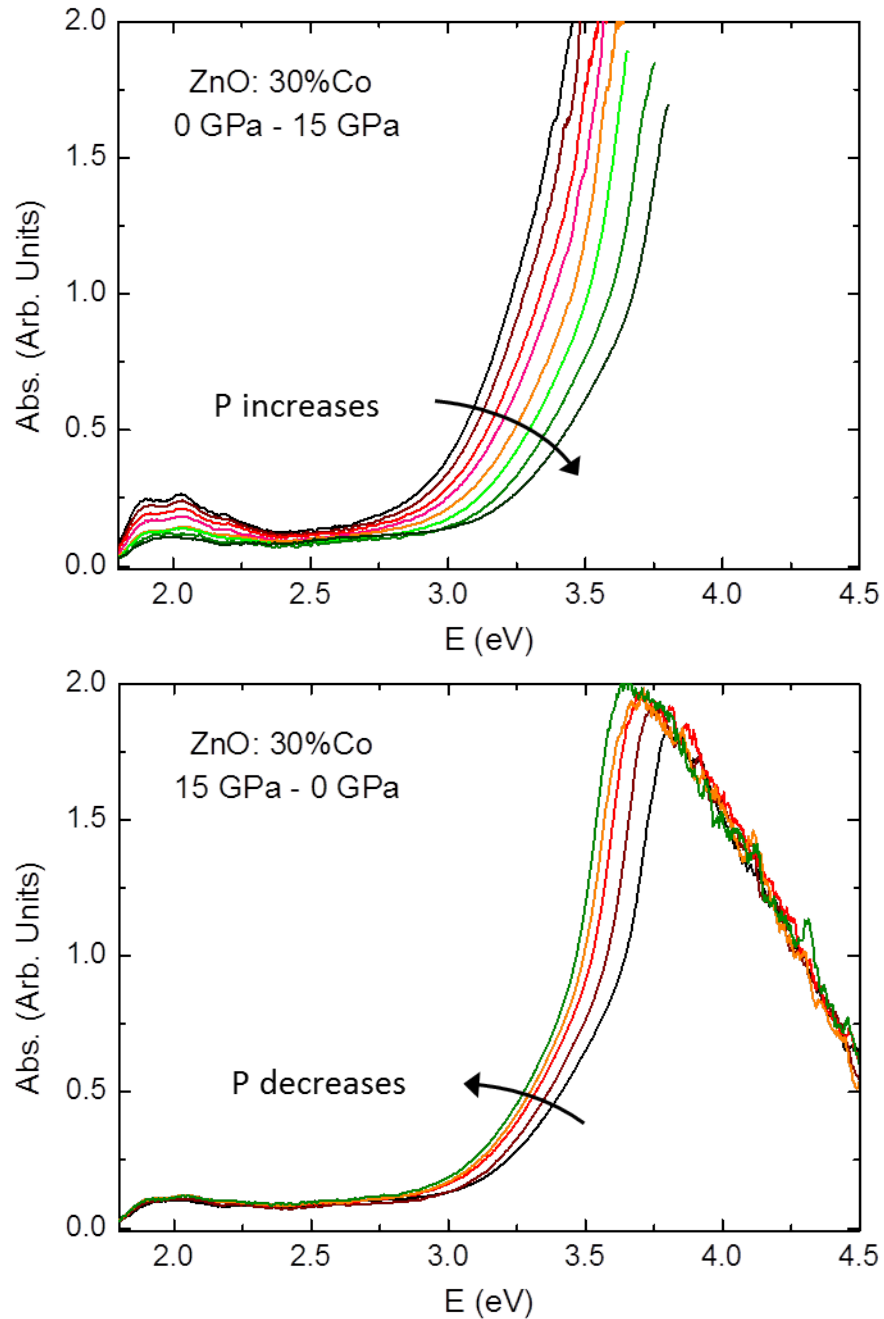 2.0
ZnO: 30%Co
0 GPa - 15 GPa
1.5
Abs. (Arb. Units)
1.0
P increases
0.5
0.0
2.0 2.5 3.0 3.5 4.0 4.5
E (eV)
2.0
ZnO: 30%Co
15 GPa - 0 GPa
1.5
Abs. (Arb. Units)
1.0
P decreases
0.5
0.0
2.0 2.5 3.0 3.5 4.0 4.5
E (eV)